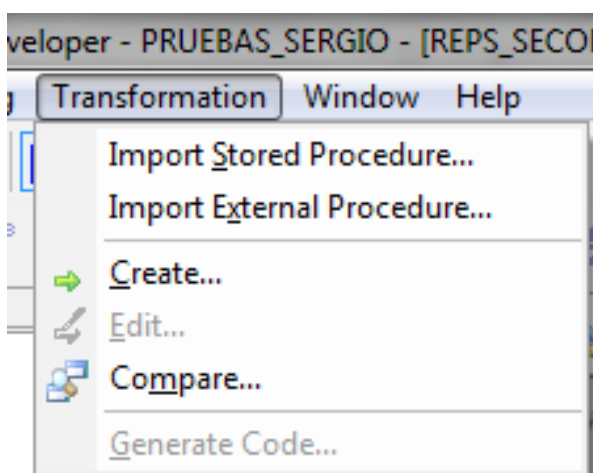 veloper - PRUEBAS_SERGIO - [REPS_SECO
Transformation Window Help
Import Stored Procedure...
Import External Procedure...
Create...
Edit...
Compare...
Generate Code...